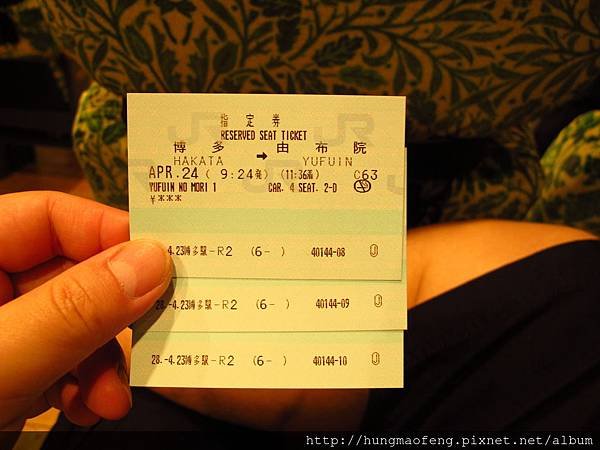 指定券
RESERVED SEAT TICKET
博多 → 由布院
HAKATA YUFUIN
APR.24 ( 9:24発) (11:36着) C63
YUFUIN NO MORI 1 CAR. 4 SEAT. 2-D
¥***
-4.23博多駅-R2 (6- ) 40144-08
28.-4.23博多駅-R2 (6- ) 40144-09
28.-4.23博多駅-R2 (6- ) 40144-10
http://hungmaofeng.pixnet.net/album